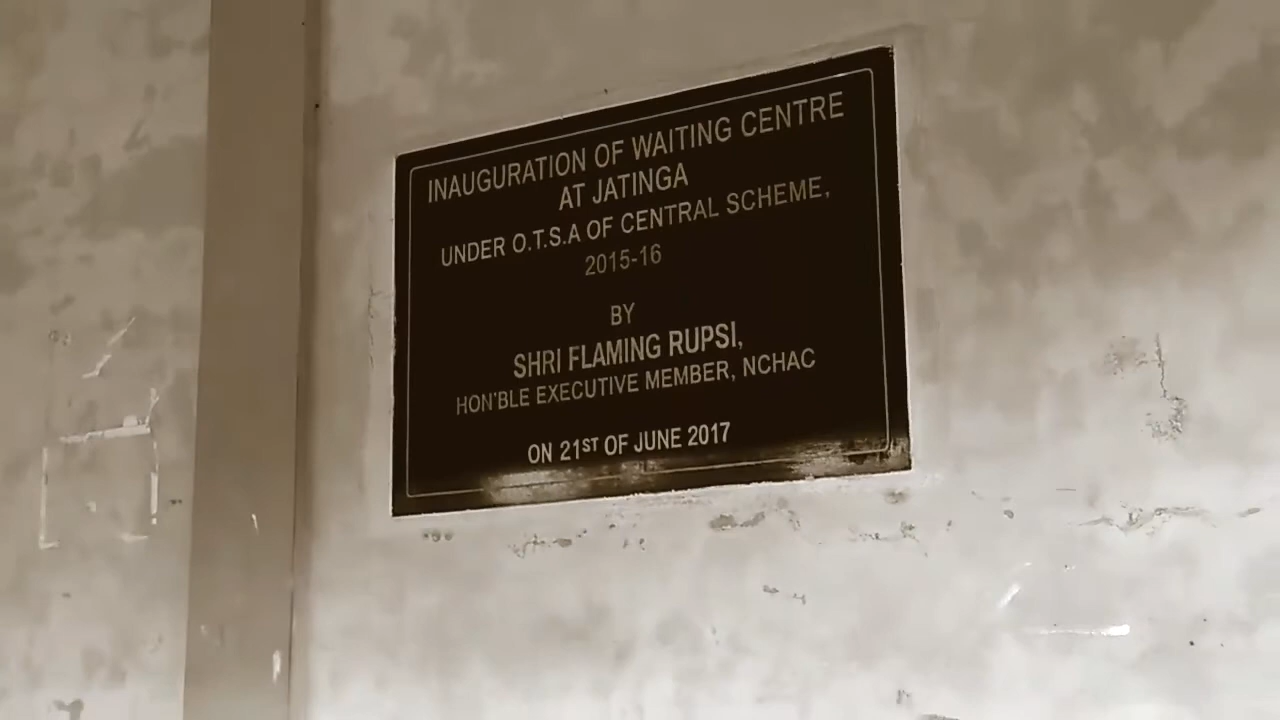 INAUGURATION OF WAITING CENTRE
AT JATINGA
UNDER O.T.S.A OF CENTRAL SCHEME,
2015-16
BY
SHRI FLAMING RUPSI,
HON'BLE EXECUTIVE MEMBER, NCHAC
ON 21ST OF JUNE 2017